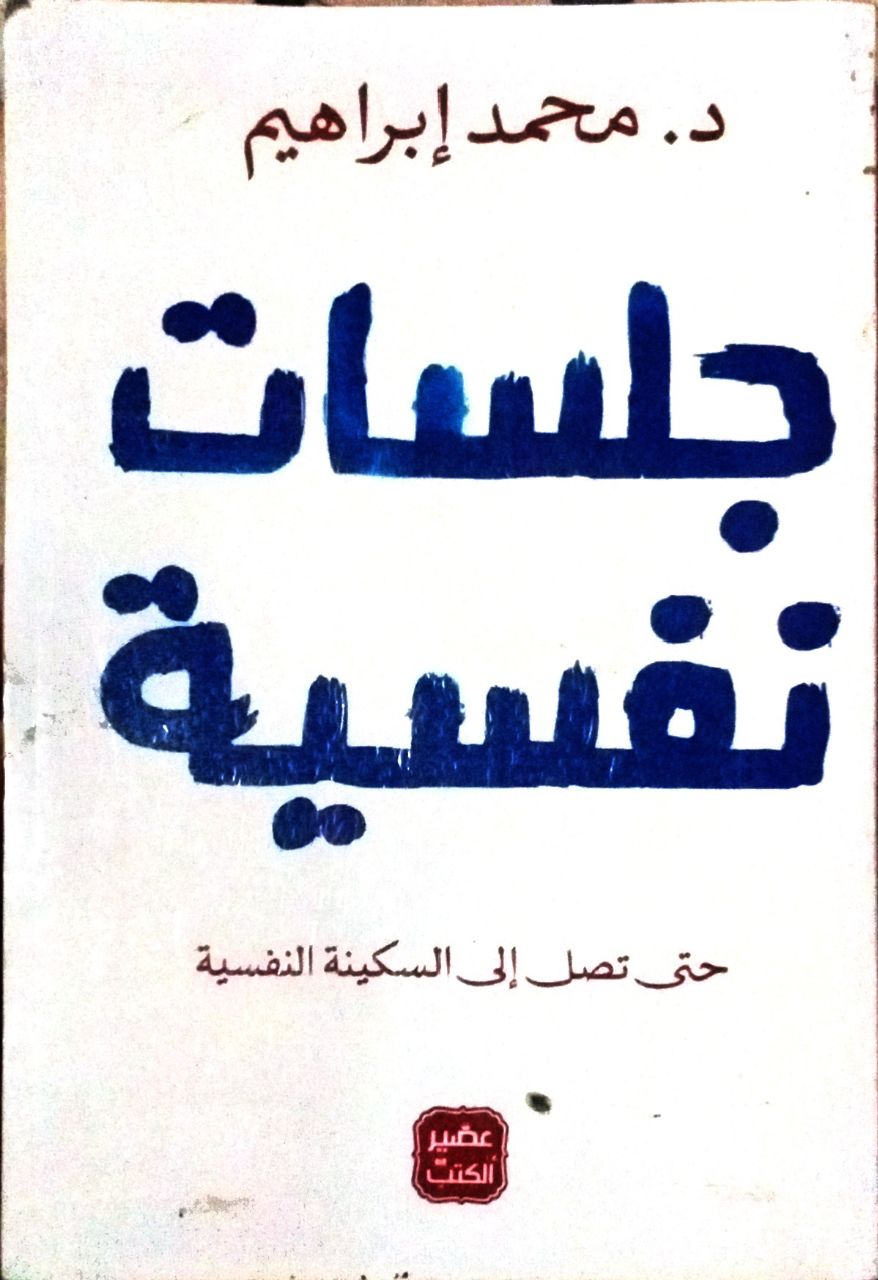 د. محمد إبراهيم
جلسات
نفسية
حتى تصل إلى السكينة النفسية
عصير
الكتب